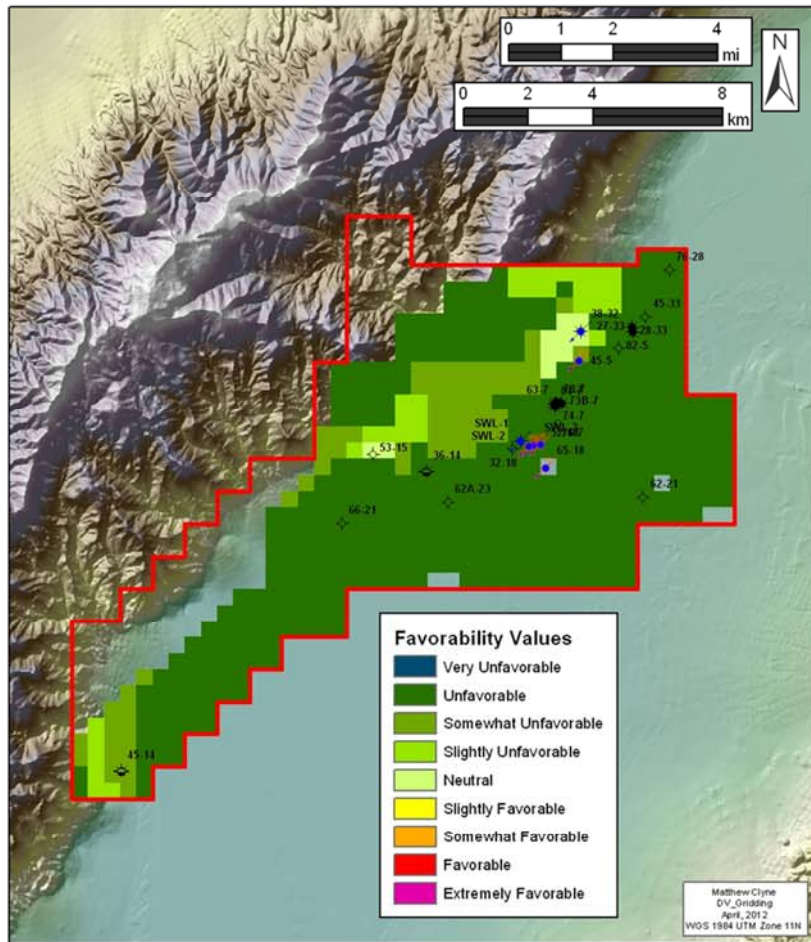 0 1 2 4
mi
0 2 4 8
km
N
76-28
45-33
38-32
27-33
28-33
82-5
45-5
63-7
73B-7
74-7
SWL-1
SWL-2
32-18
65-18
53-15
36-14
62A-23
62-21
66-21
45-14
Favorability Values
Very Unfavorable
Unfavorable
Somewhat Unfavorable
Slightly Unfavorable
Neutral
Slightly Favorable
Somewhat Favorable
Favorable
Extremely Favorable
Matthew Clyne
DV_Gridding
April, 2012
WGS 1984 UTM Zone 11N